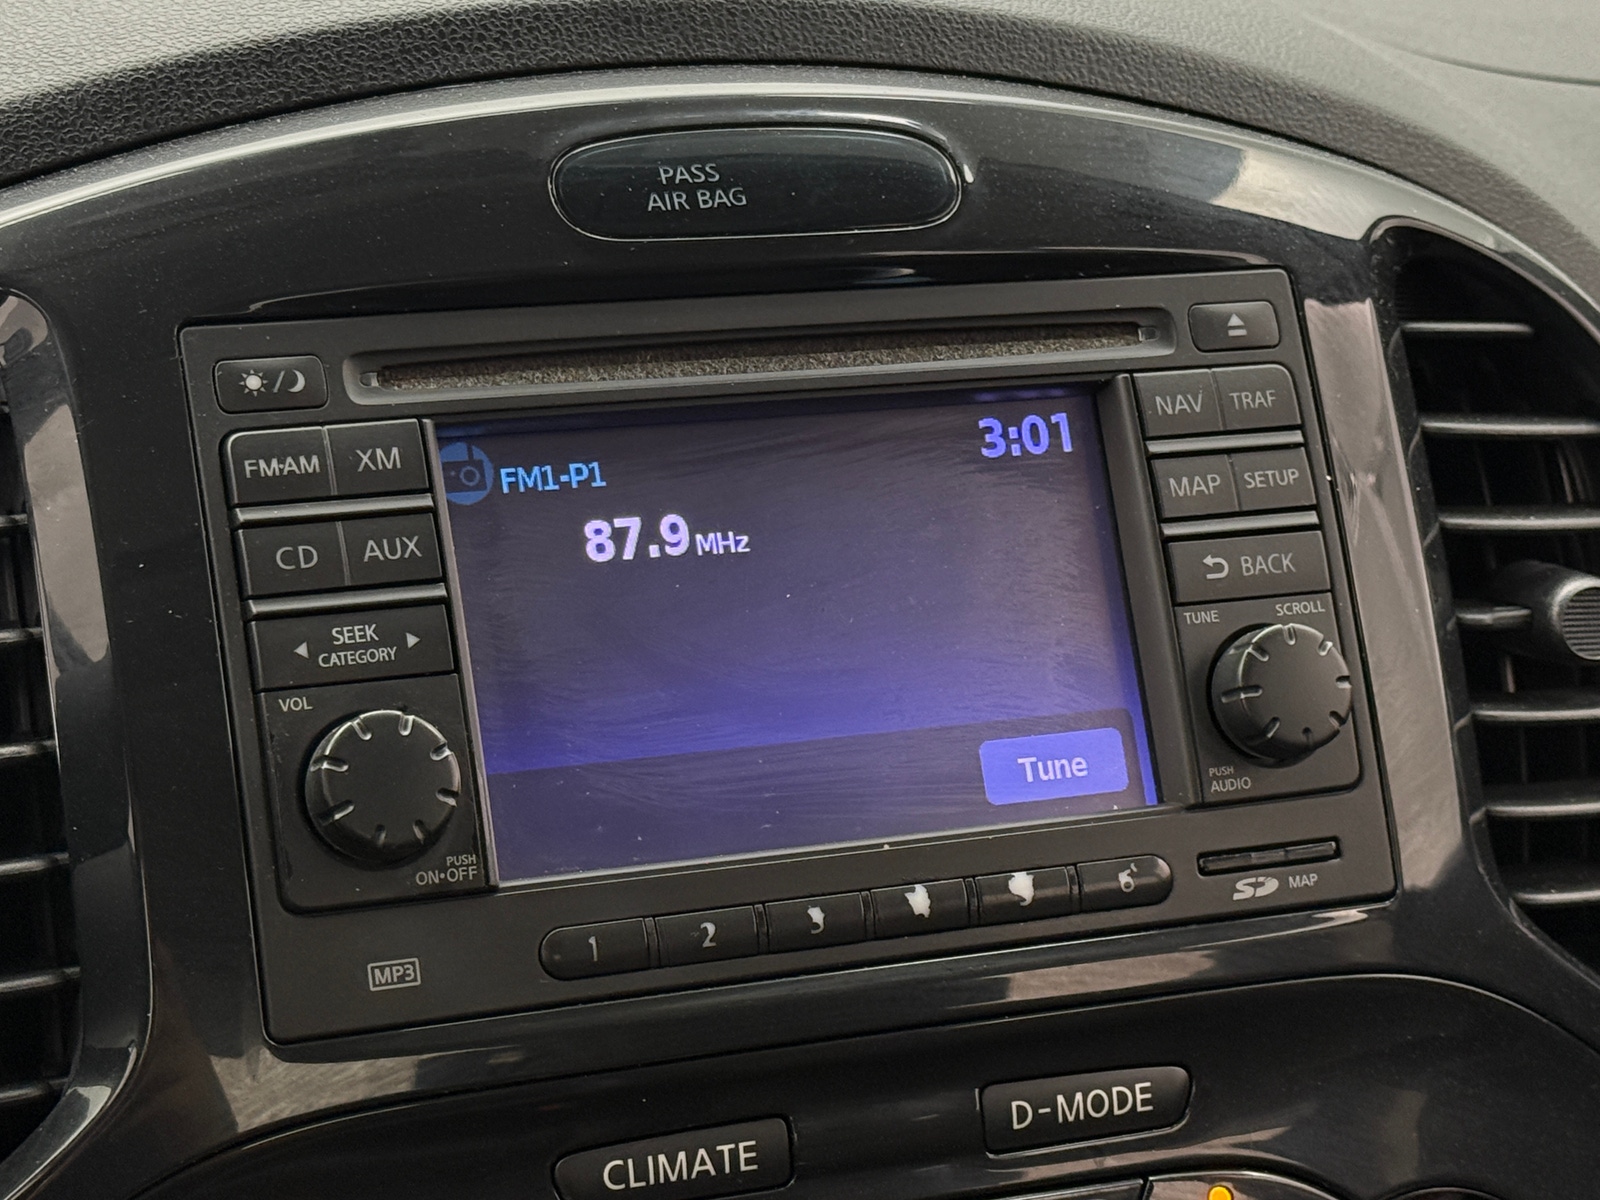 PASS
AIR BAG
FM·AM XM
CD AUX
SEEK
CATEGORY
VOL
PUSH
ON•OFF
MP3
FM1-P1
3:01
87.9 MHz
Tune
NAV TRAF
MAP SETUP
BACK
TUNE SCROLL
PUSH
AUDIO
1 2 3 6
SD MAP
D-MODE
CLIMATE